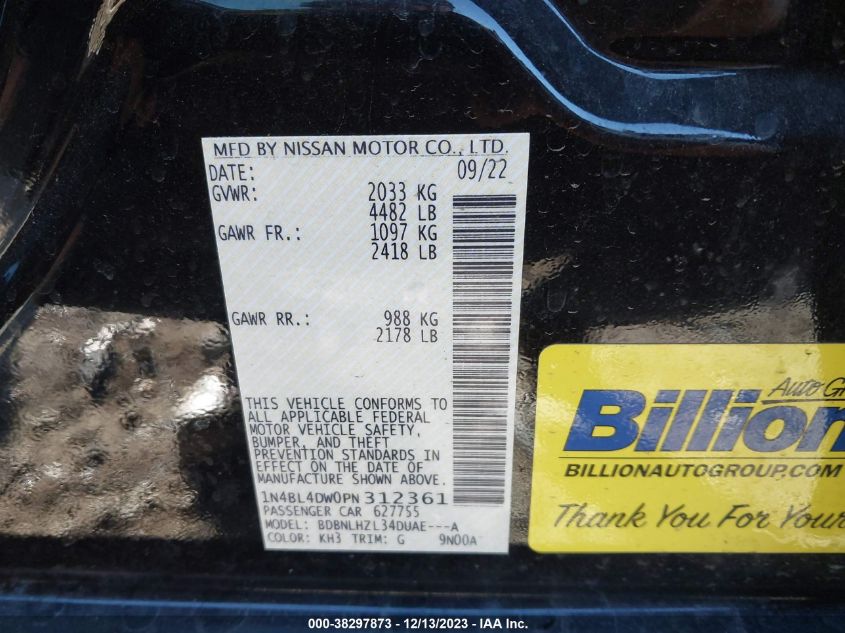 MFD BY NISSAN MOTOR CO., LTD.
DATE: 09/22
GVWR: 2033 KG
4482 LB
GAWR FR.: 1097 KG
2418 LB
GAWR RR.: 988 KG
2178 LB
THIS VEHICLE CONFORMS TO
ALL APPLICABLE FEDERAL
MOTOR VEHICLE SAFETY,
BUMPER, AND THEFT
PREVENTION STANDARDS IN
EFFECT ON THE DATE OF
MANUFACTURE SHOWN ABOVE.
1N4BL4DW0PN312361
PASSENGER CAR 627755
MODEL: BDBNLHZL34DUAE---A
COLOR: KH3 TRIM: G 9N00A
Auto Gr
Billion
BILLIONAUTOGROUP.COM
Thank You For Your
000-38297873 - 12/13/2023 - IAA Inc.